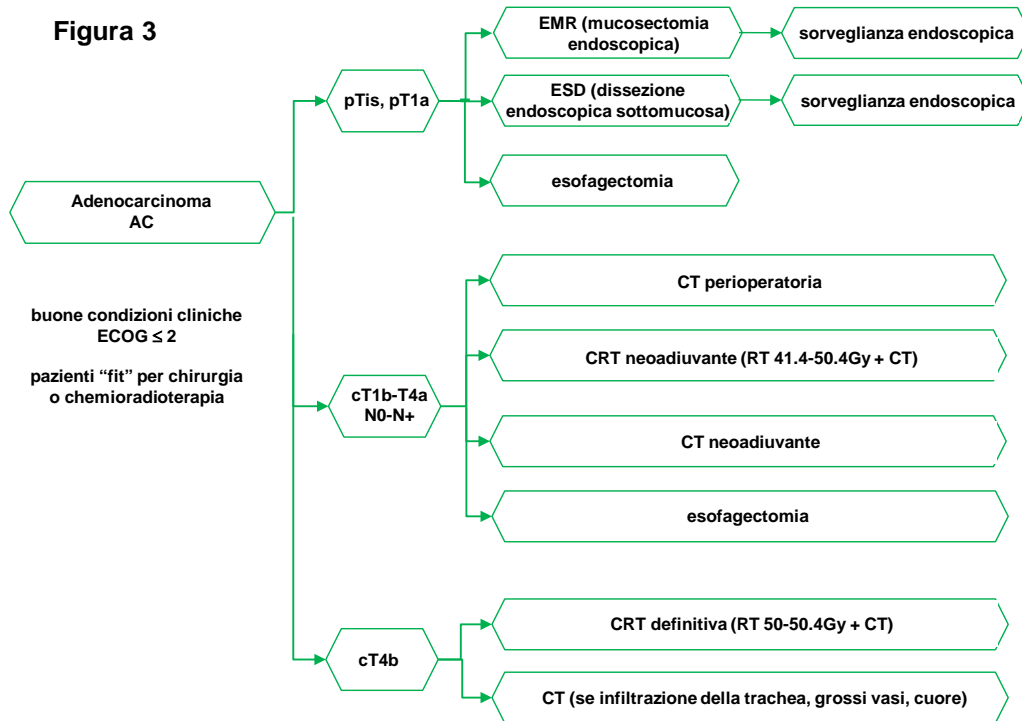 Figura 3
EMR (mucosectomia
endoscopica)
sorveglianza endoscopica
pTis, pT1a
ESD (dissezione
endoscopica sottomucosa)
sorveglianza endoscopica
esofagectomia
Adenocarcinoma
AC
buone condizioni cliniche
ECOG ≤ 2
pazienti “fit” per chirurgia
o chemioradioterapia
CT perioperatoria
CRT neoadiuvante (RT 41.4-50.4Gy + CT)
cT1b-T4a
N0-N+
CT neoadiuvante
esofagectomia
CRT definitiva (RT 50-50.4Gy + CT)
cT4b
CT (se infiltrazione della trachea, grossi vasi, cuore)